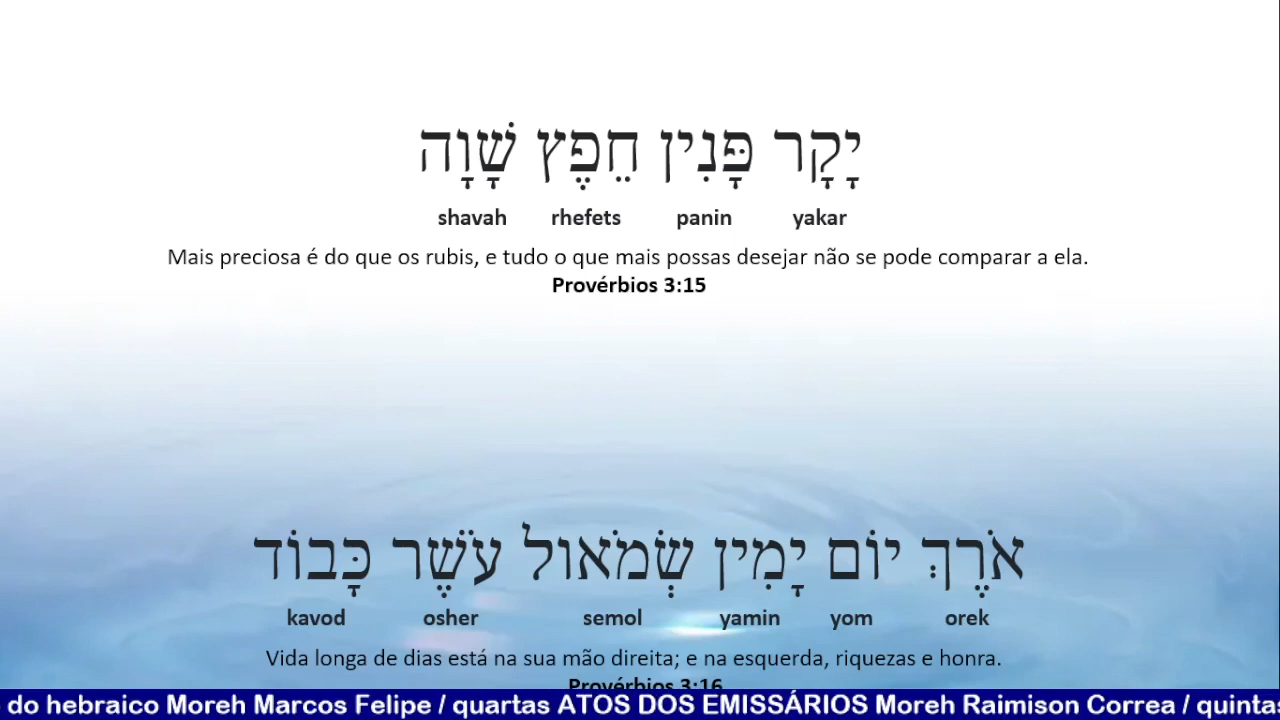 יָקָר פָּנִין חֵפֶץ שָׁוָה
shavah rhefets panin yakar
Mais preciosa é do que os rubis, e tudo o que mais possas desejar não se pode comparar a ela.
Provérbios 3:15
אֹרֶךְ יוֹם יָמִין שְׂמֹאול עֹשֶׁר כָּבוֹד
kavod osher semol yamin yom orek
Vida longa de dias está na sua mão direita; e na esquerda, riquezas e honra.
Provérbios 3:16
do hebraico Moreh Marcos Felipe / quartas ATOS DOS EMISSÁRIOS Moreh Raimison Correa / quintas